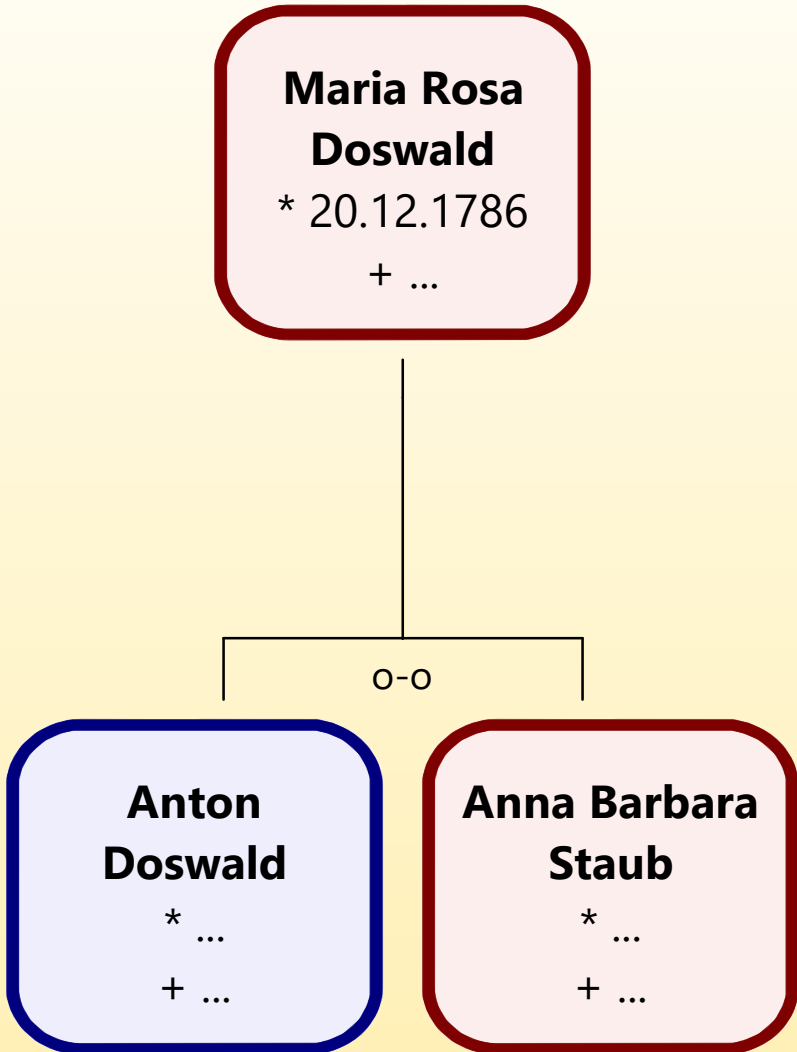 Maria Rosa
Doswald
* 20.12.1786
+ ...
o-o
Anton
Doswald
* ...
+ ...
Anna Barbara
Staub
* ...
+ ...